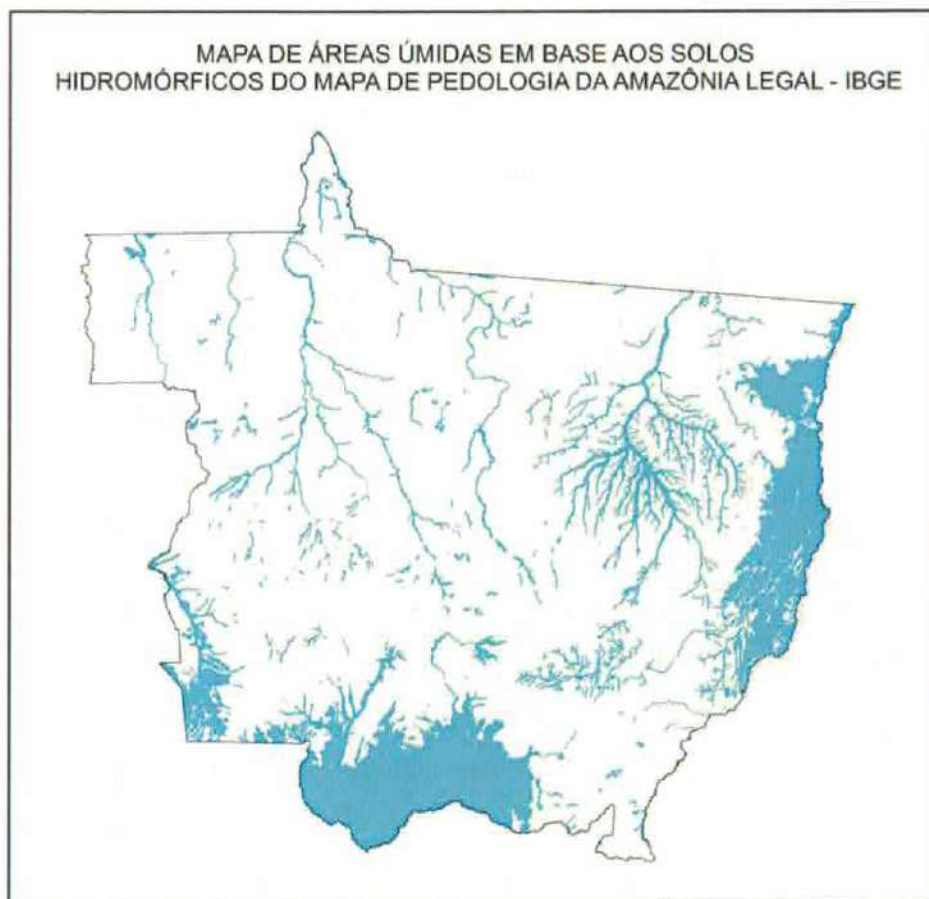 MAPA DE ÁREAS ÚMIDAS EM BASE AOS SOLOS
HIDROMÓRFICOS DO MAPA DE PEDOLOGIA DA AMAZÔNIA LEGAL - IBGE